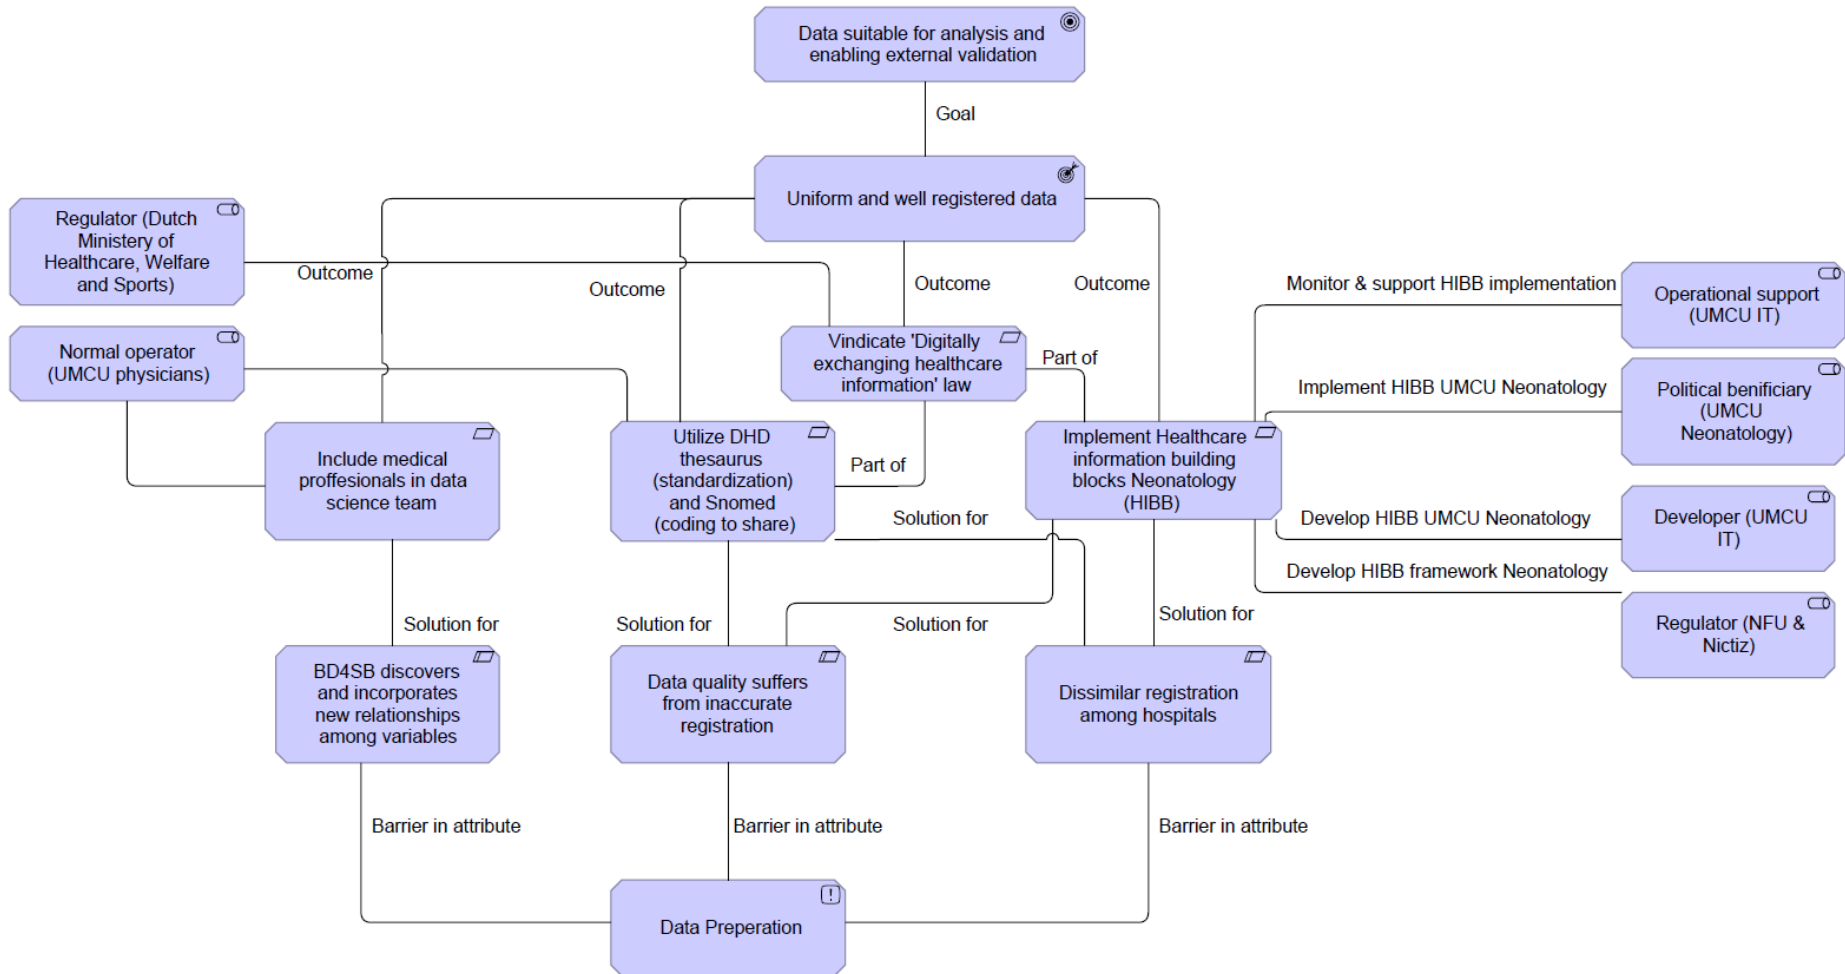 Data suitable for analysis and
enabling external validation
Goal
Uniform and well registered data
Regulator (Dutch
Ministery of
Healthcare, Welfare
and Sports)
Outcome
Outcome
Outcome
Outcome
Monitor & support HIBB implementation
Operational support
(UMCU IT)
Normal operator
(UMCU physicians)
Vindicate 'Digitally
exchanging healthcare
information' law
Part of
Implement HIBB UMCU Neonatology
Political benificiary
(UMCU
Neonatology)
Include medical
proffesionals in data
science team
Utilize DHD
thesaurus
(standardization)
and Snomed
(coding to share)
Part of
Implement Healthcare
information building
blocks Neonatology
(HIBB)
Solution for
Develop HIBB UMCU Neonatology
Developer (UMCU
IT)
Develop HIBB framework Neonatology
Regulator (NFU &
Nictiz)
Solution for
Solution for
Solution for
Solution for
BD4SB discovers
and incorporates
new relationships
among variables
Data quality suffers
from inaccurate
registration
Dissimilar registration
among hospitals
Barrier in attribute
Barrier in attribute
Barrier in attribute
Data Preperation